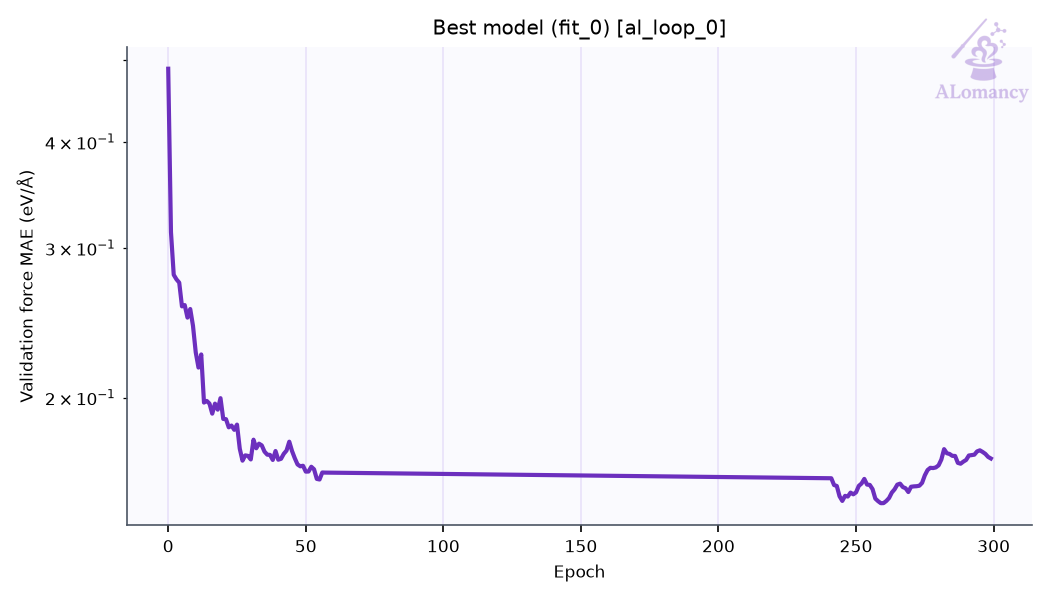 Best model (fit_0) [al_loop_0]
ALomancy
Validation force MAE (eV/Å)
4 × 10⁻¹
3 × 10⁻¹
2 × 10⁻¹
0 50 100 150 200 250 300
Epoch